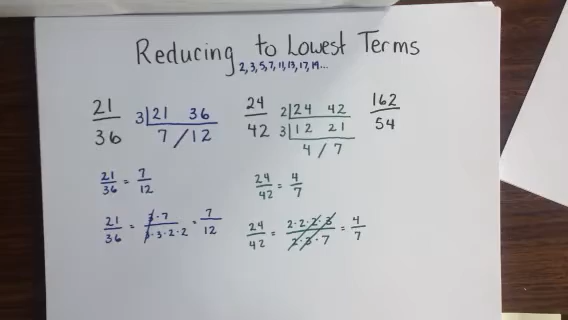 Reducing to Lowest Terms
2, 3, 5, 7, 11, 13, 17, 19...
21/36 3|21 36 24/42 2|24 42 162/54
7/12 3|12 21
4/7
21/36 = 7/12 24/42 = 4/7
21/36 = 3·7/3·3·2·2 = 7/12 24/42 = 2·2·2·3/2·3·7 = 4/7